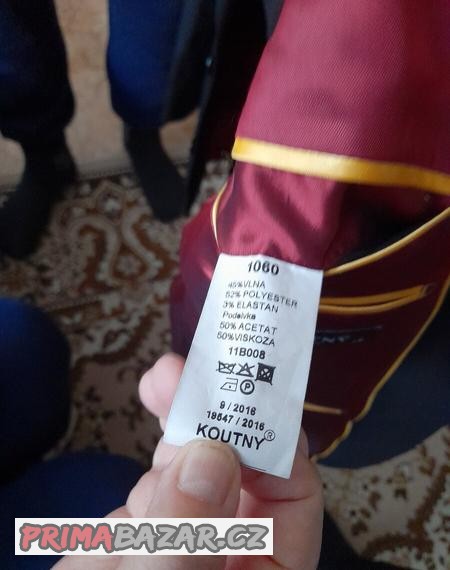 1060
45%VLNA
52% POLYESTER
3% ELASTAN
Podšívka
50% ACETÁT
50%VISKOZA
11B008
P
9 / 2016
19547 / 2016
KOUTNY®
PRIMABAZAR.CZ